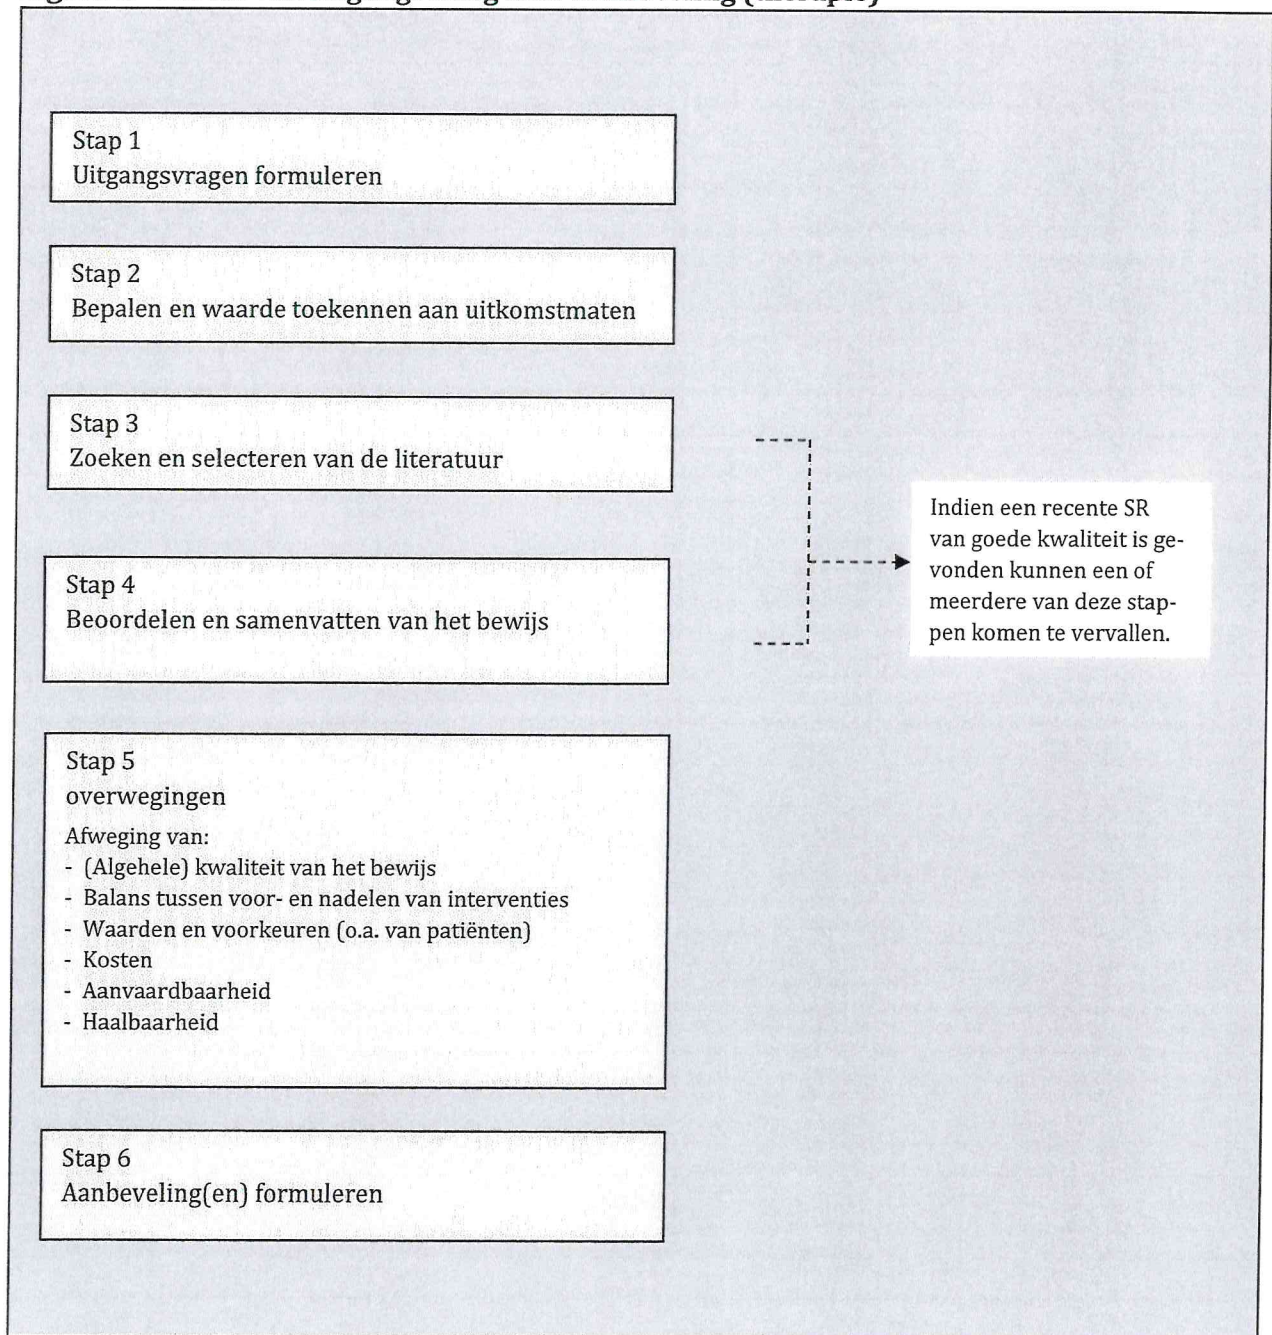 Stap 1
Uitgangsvragen formuleren
Stap 2
Bepalen en waarde toekennen aan uitkomstmaten
Stap 3
Zoeken en selecteren van de literatuur
Stap 4
Beoordelen en samenvatten van het bewijs
Indien een recente SR
van goede kwaliteit is ge-
vonden kunnen een of
meerdere van deze stap-
pen komen te vervallen.
Stap 5
overwegingen
Afweging van:
- (Algehele) kwaliteit van het bewijs
- Balans tussen voor- en nadelen van interventies
- Waarden en voorkeuren (o.a. van patiënten)
- Kosten
- Aanvaardbaarheid
- Haalbaarheid
Stap 6
Aanbeveling(en) formuleren